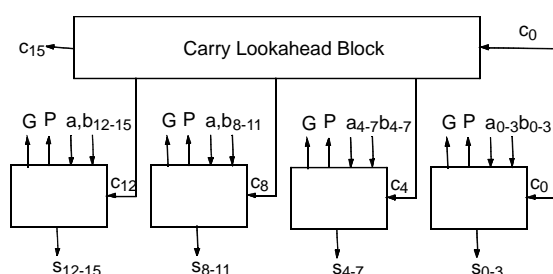 c15 Carry Lookahead Block c0
G P a,b12-15 G P a,b8-11 G P a4-7b4-7 G P a0-3b0-3
c12 c8 c4 c0
s12-15 s8-11 s4-7 s0-3